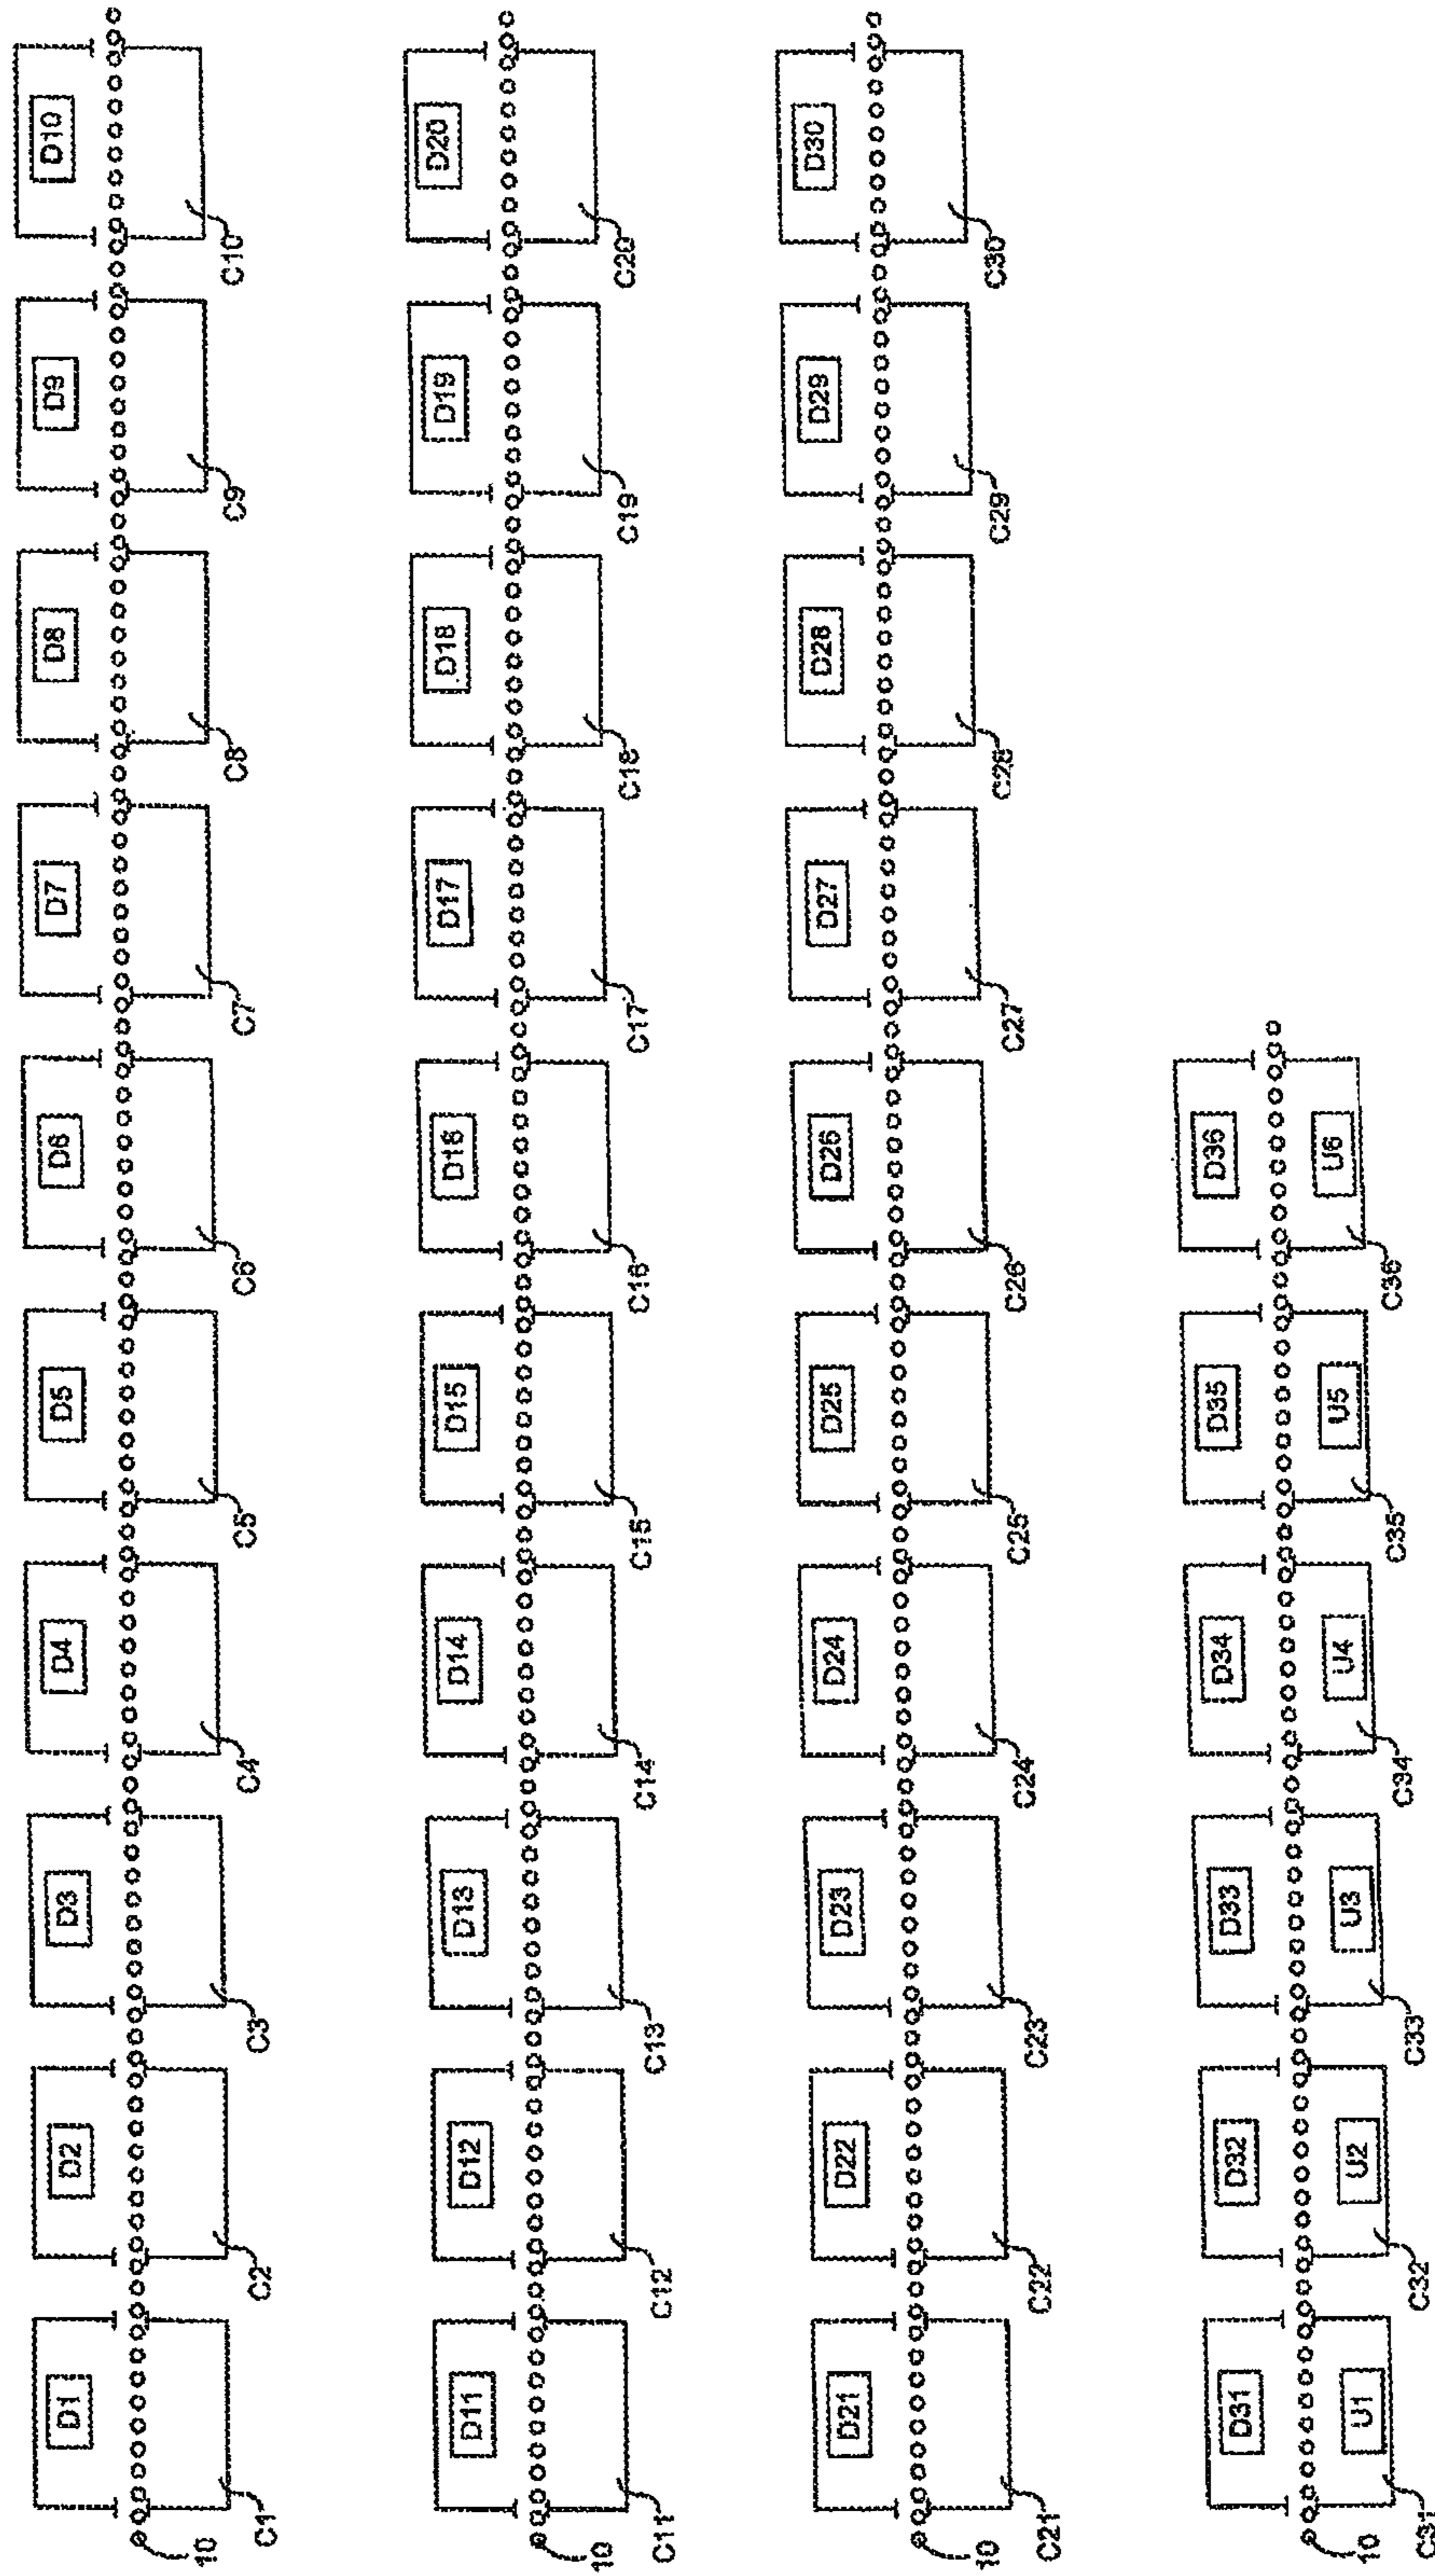 D1 D2 D3 D4 D5 D6 D7 D8 D9 D10
10 C1 C2 C3 C4 C5 C6 C7 C8 C9 C10
D11 D12 D13 D14 D15 D16 D17 D18 D19 D20
10 C11 C12 C13 C14 C15 C16 C17 C18 C19 C20
D21 D22 D23 D24 D25 D26 D27 D28 D29 D30
10 C21 C22 C23 C24 C25 C26 C27 C28 C29 C30
D31 D32 D33 D34 D35 D36
U1 U2 U3 U4 U5 U6
10 C31 C32 C33 C34 C35 C36